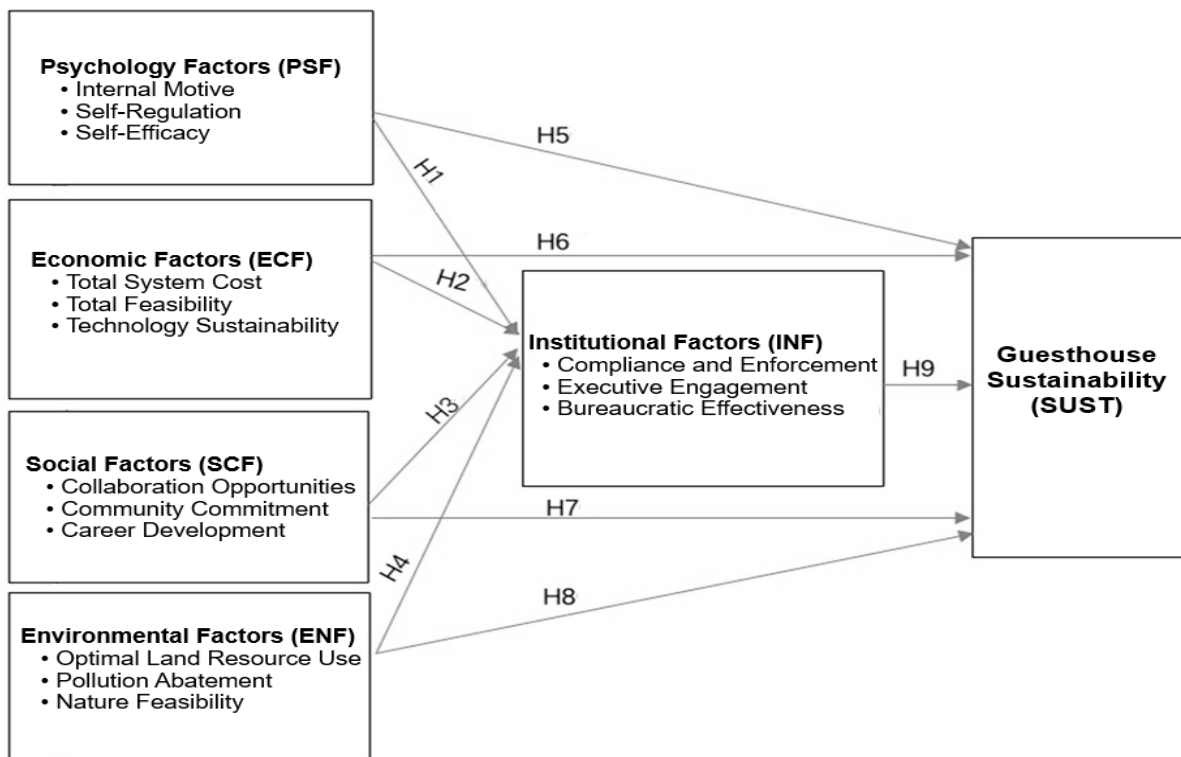 Psychology Factors (PSF)
• Internal Motive
• Self-Regulation
• Self-Efficacy
H5
H1
Economic Factors (ECF)
• Total System Cost
• Total Feasibility
• Technology Sustainability
H6
H2
Institutional Factors (INF)
• Compliance and Enforcement
• Executive Engagement
• Bureaucratic Effectiveness
H9
Guesthouse
Sustainability
(SUST)
Social Factors (SCF)
• Collaboration Opportunities
• Community Commitment
• Career Development
H3
H7
H4
H8
Environmental Factors (ENF)
• Optimal Land Resource Use
• Pollution Abatement
• Nature Feasibility